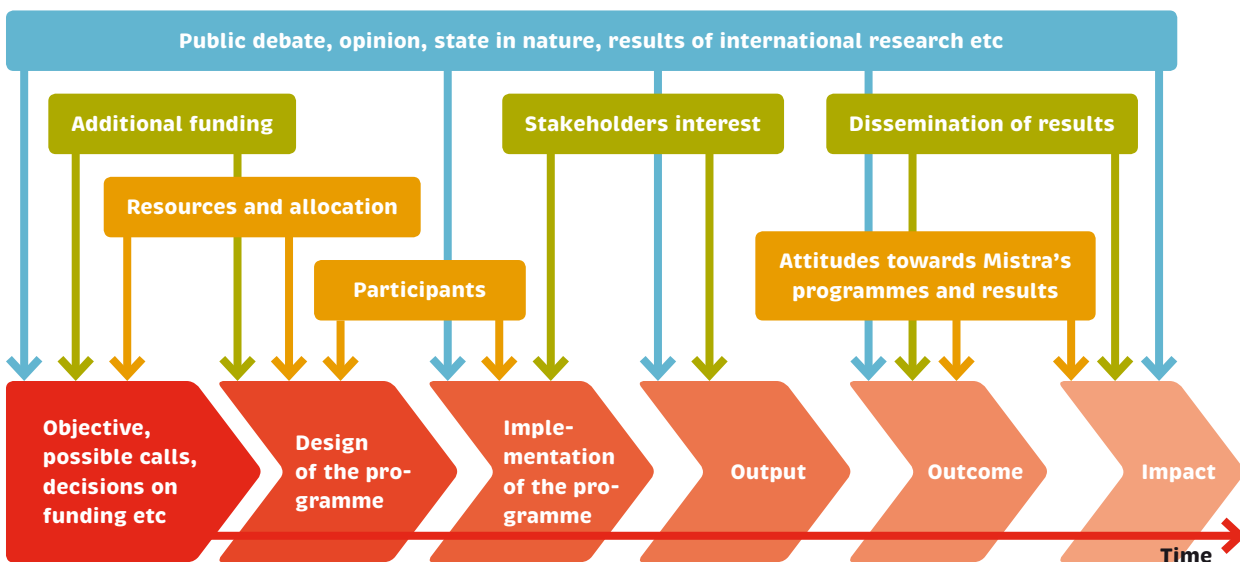 Public debate, opinion, state in nature, results of international research etc
Additional funding
Stakeholders interest
Dissemination of results
Resources and allocation
Attitudes towards Mistra's
programmes and results
Participants
Objective,
possible calls,
decisions on
funding etc
Design
of the pro-
gramme
Imple-
mentation
of the pro-
gramme
Output
Outcome
Impact
Time